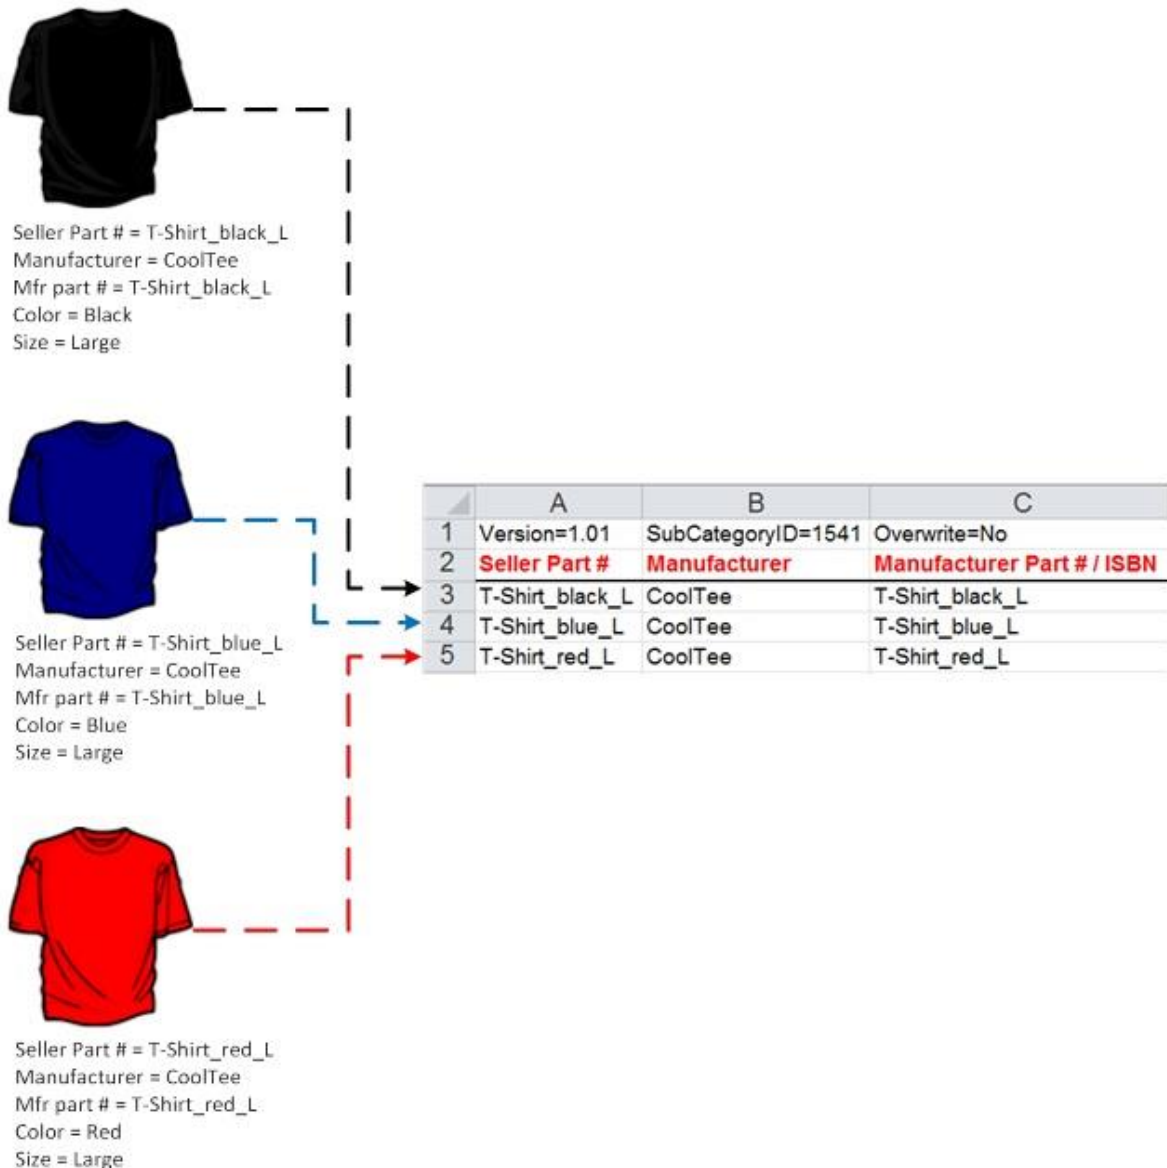 Seller Part # = T-Shirt_black_L
Manufacturer = CoolTee
Mfr part # = T-Shirt_black_L
Color = Black
Size = Large
Seller Part # = T-Shirt_blue_L
Manufacturer = CoolTee
Mfr part # = T-Shirt_blue_L
Color = Blue
Size = Large
Seller Part # = T-Shirt_red_L
Manufacturer = CoolTee
Mfr part # = T-Shirt_red_L
Color = Red
Size = Large
A B C
1 Version=1.01 SubCategoryID=1541 Overwrite=No
2 Seller Part # Manufacturer Manufacturer Part # / ISBN
3 T-Shirt_black_L CoolTee T-Shirt_black_L
4 T-Shirt_blue_L CoolTee T-Shirt_blue_L
5 T-Shirt_red_L CoolTee T-Shirt_red_L